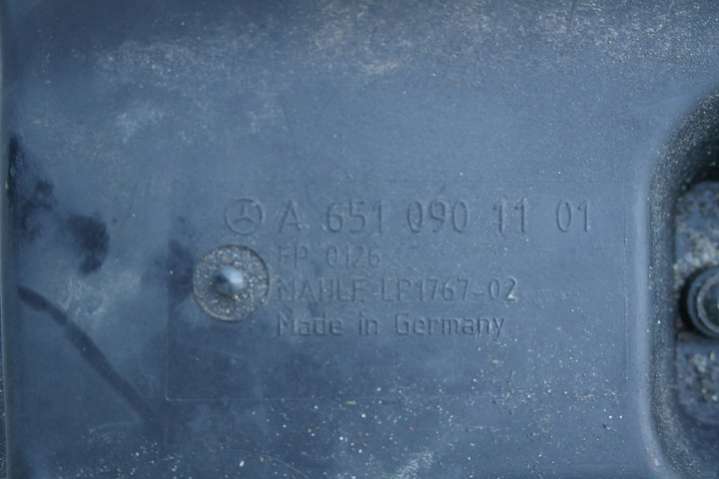 A 651 090 11 01
FP 0126
MAHLE-LP1767-02
Made in Germany